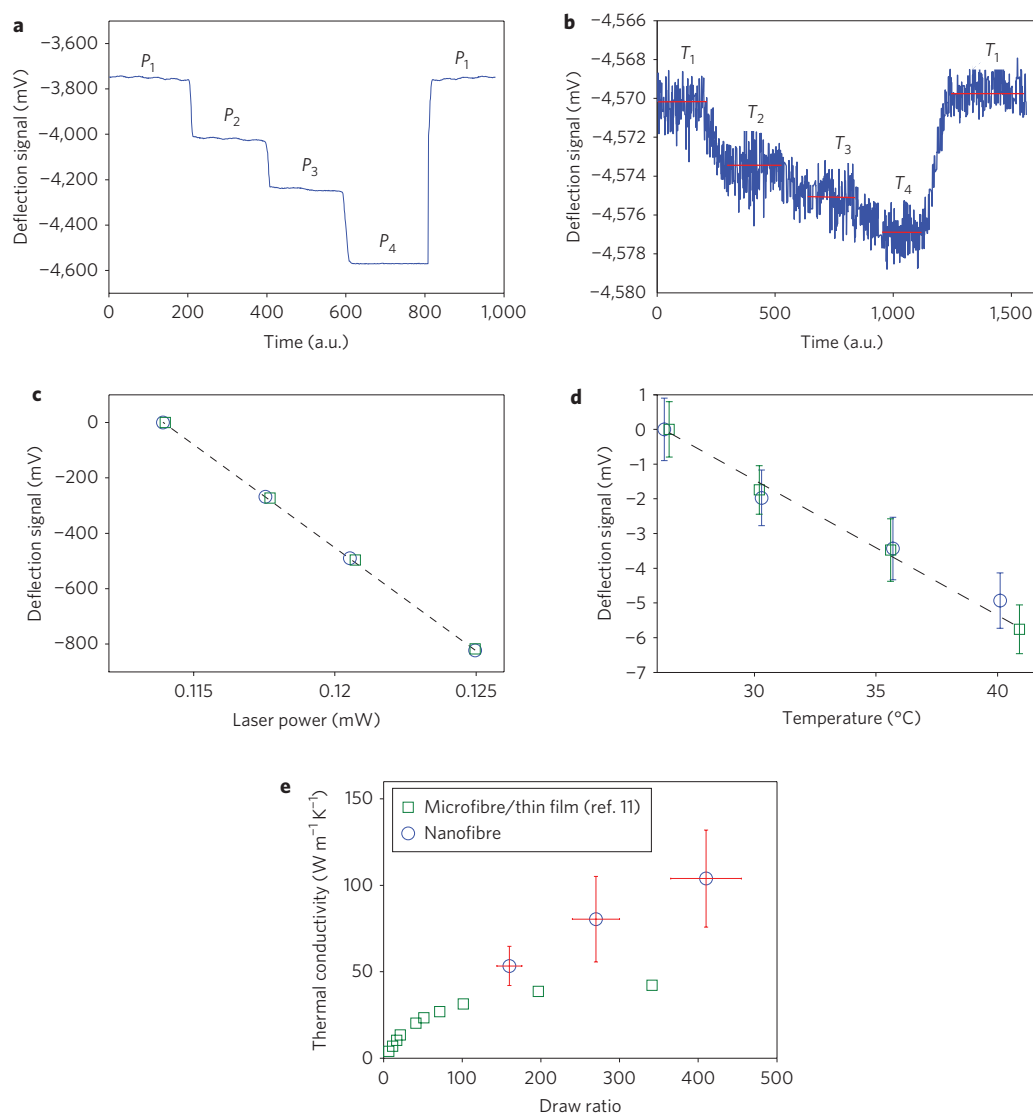 a
−3,600
−3,800
−4,000
−4,200
−4,400
−4,600
Deflection signal (mV)
P1
P2
P3
P4
P1
0
200
400
600
800
1,000
Time (a.u.)
b
−4,566
−4,568
−4,570
−4,572
−4,574
−4,576
−4,578
−4,580
Deflection signal (mV)
T1
T2
T3
T4
T1
0
500
1,000
1,500
Time (a.u.)
c
0
−200
−400
−600
−800
Deflection signal (mV)
0.115
0.12
0.125
Laser power (mW)
d
1
0
−1
−2
−3
−4
−5
−6
−7
Deflection signal (mV)
30
35
40
Temperature (°C)
e
150
100
50
0
Thermal conductivity (W m−1 K−1)
Microfibre/thin film (ref. 11)
Nanofibre
0
100
200
300
400
500
Draw ratio